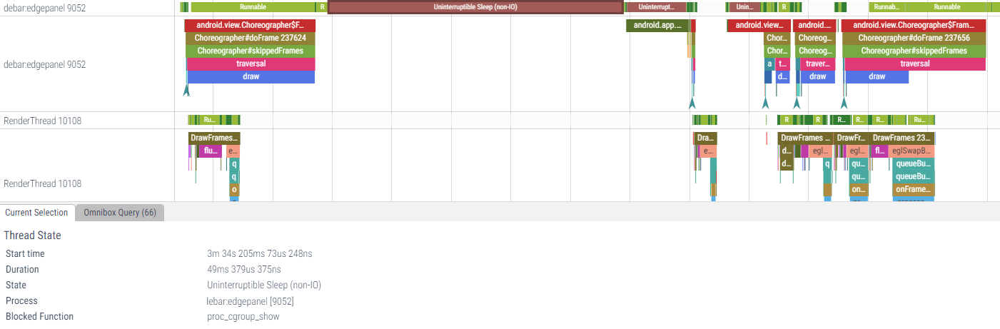 debar:edgepanel 9052
Runnable
R
Uninterruptible Sleep (non-IO)
Uninterrupt...
Unin...
R
Runnab...
Runnable
android.view.Choreographer$F...
android.app....
android.view...
android....
android.view.Choreographer$Fram...
Choreographer#doFrame 237624
Chor...
Choreog...
Choreographer#doFrame 237656
Choreographer#skippedFrames
Chor...
Choreog...
Choreographer#skippedFrames
debar:edgepanel 9052
traversal
a
t...
traver...
traversal
draw
d...
draw
draw
RenderThread 10108
Ru...
R
R
R...
R...
R...
Ru...
DrawFrames...
Dra...
DrawFrames ...
DrawFr...
DrawFrames 23...
flu...
e...
e...
d...
egl...
egl...
fl...
eglSwapB...
q
d...
q
qu...
queueBu...
RenderThread 10108
q
qu...
queueBu...
o
on...
onFrame...
Current Selection
Omnibox Query (66)
Thread State
Start time 3m 34s 205ms 73us 248ns
Duration 49ms 379us 375ns
State Uninterruptible Sleep (non-IO)
Process debar:edgepanel [9052]
Blocked Function proc_cgroup_show